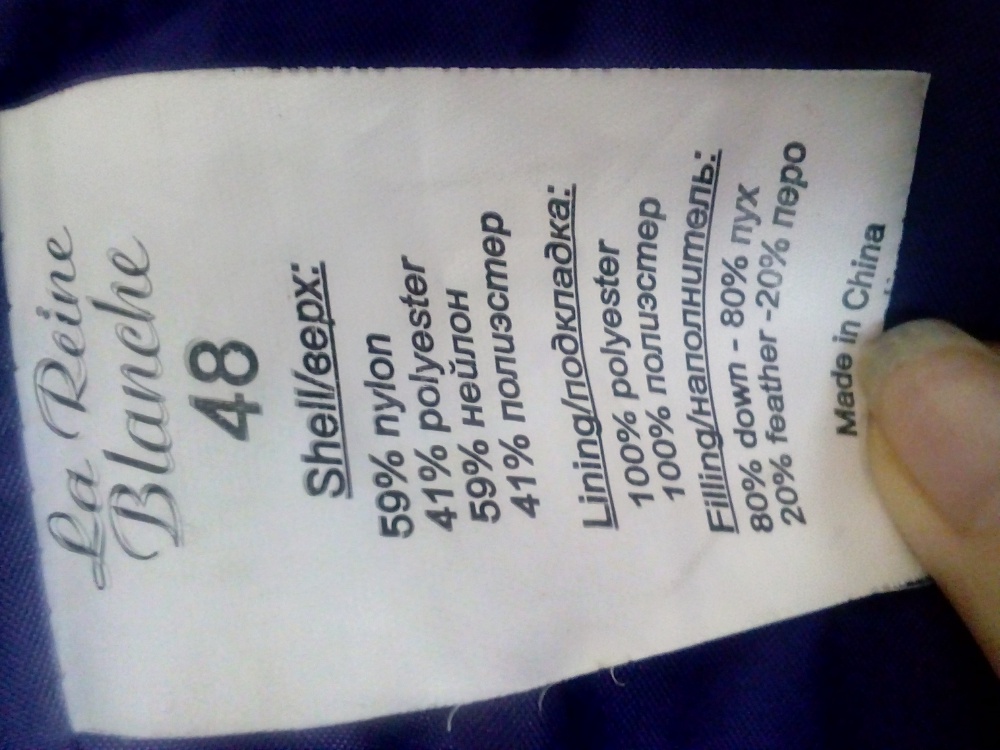 La Reine
Blanche
48
Shell/верх:
59% nylon
41% polyester
59% нейлон
41% полиэстер
Lining/подкладка:
100% polyester
100% полиэстер
Filling/наполнитель:
80% down - 80% пух
20% feather -20% перо
Made in China